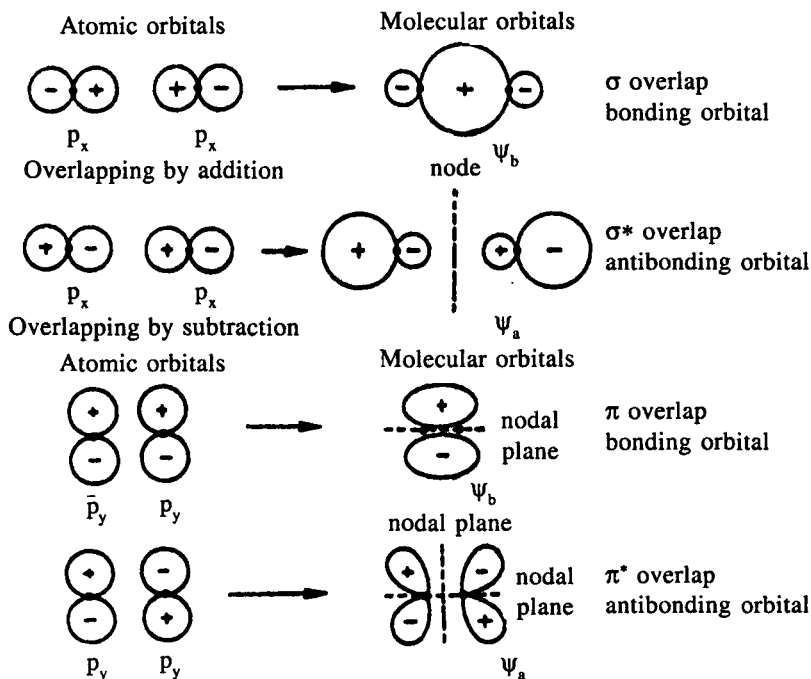 Atomic orbitals
Molecular orbitals
- + + - - + - σ overlap
bonding orbital
p_x p_x
Ψ_b
Overlapping by addition
node
+ - + - + - + - σ* overlap
antibonding orbital
p_x p_x
Overlapping by subtraction
Ψ_a
Atomic orbitals
Molecular orbitals
+ + + nodal π overlap
- - - plane bonding orbital
p̄_y p_y
Ψ_b
nodal plane
+ - + - nodal π* overlap
- + - + plane antibonding orbital
p_y p_y
Ψ_a